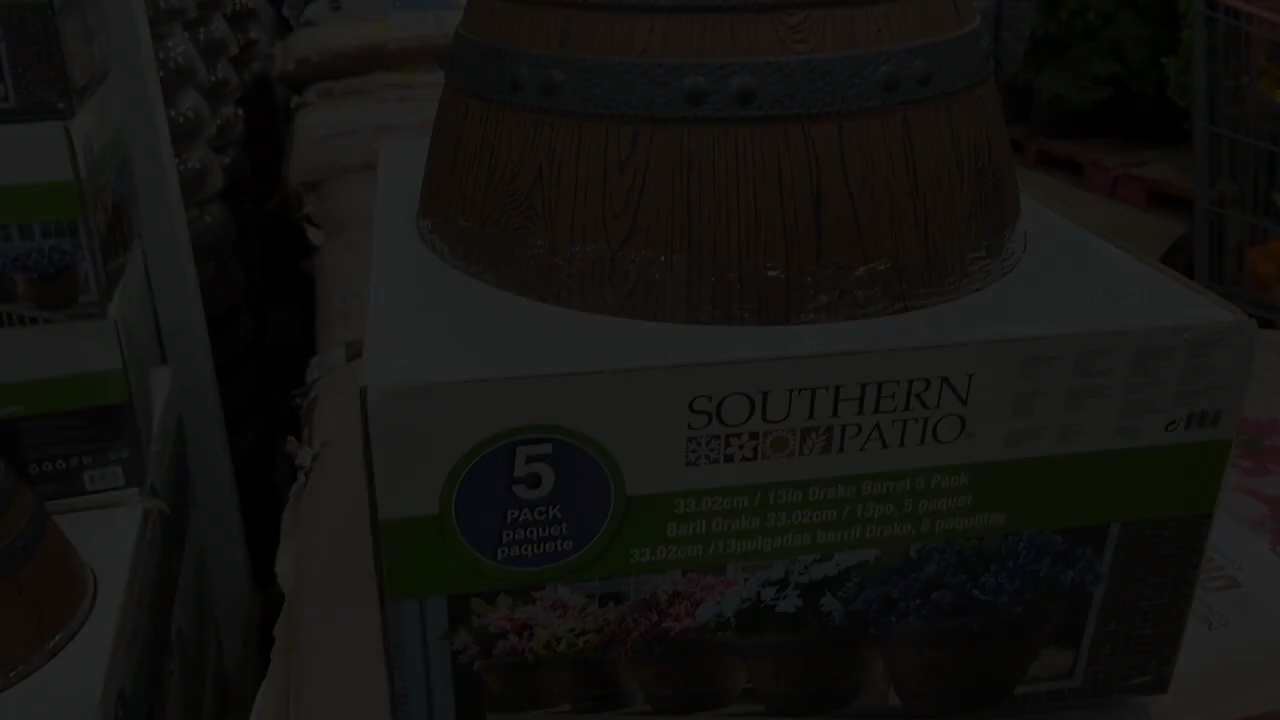 SOUTHERN
PATIO
5
PACK
paquet
paquete
33.02cm / 13in Drake Barrel 5 Pack
Baril Drake 33.02cm / 13po, 5 paquet
33.02cm /13pulgadas barril Drake, 5 paquetes